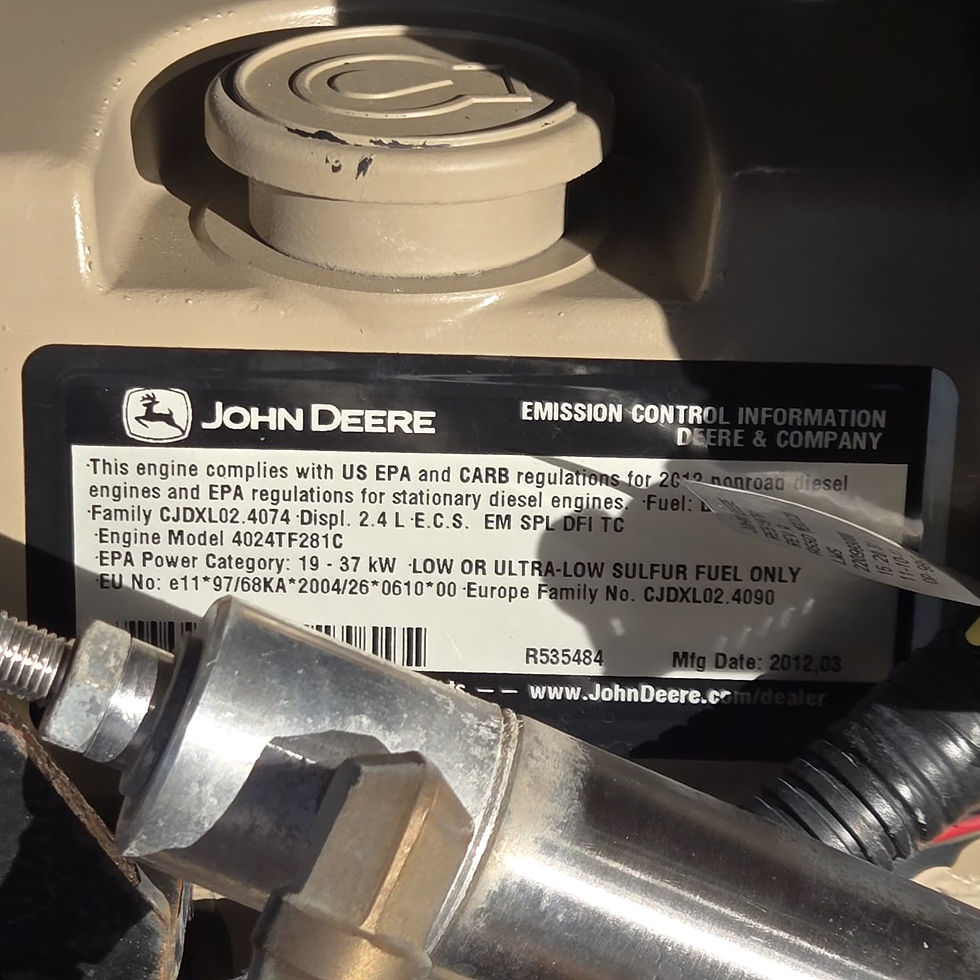 JOHN DEERE
EMISSION CONTROL INFORMATION
DEERE & COMPANY
·This engine complies with US EPA and CARB regulations for 2012 nonroad diesel
engines and EPA regulations for stationary diesel engines. ·Fuel:
·Family CJDXL02.4074 ·Displ. 2.4 L ·E.C.S. EM SPL DFI TC
·Engine Model 4024TF281C
·EPA Power Category: 19 - 37 kW ·LOW OR ULTRA-LOW SULFUR FUEL ONLY
·EU No: e11*97/68KA*2004/26*0610*00 ·Europe Family No. CJDXL02.4090
R535484
Mfg Date: 2012,03
— — www.JohnDeere.com/dealer